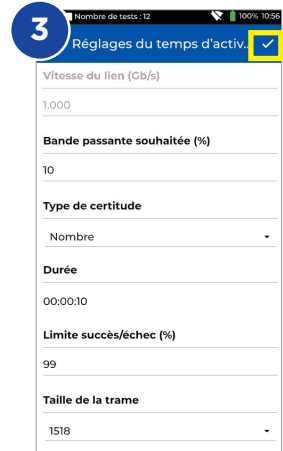 3
Nombre de tests : 12 100% 10:56
Réglages du temps d'activ..
Vitesse du lien (Gb/s)
1.000
Bande passante souhaitée (%)
10
Type de certitude
Nombre
Durée
00:00:10
Limite succès/échec (%)
99
Taille de la trame
1518